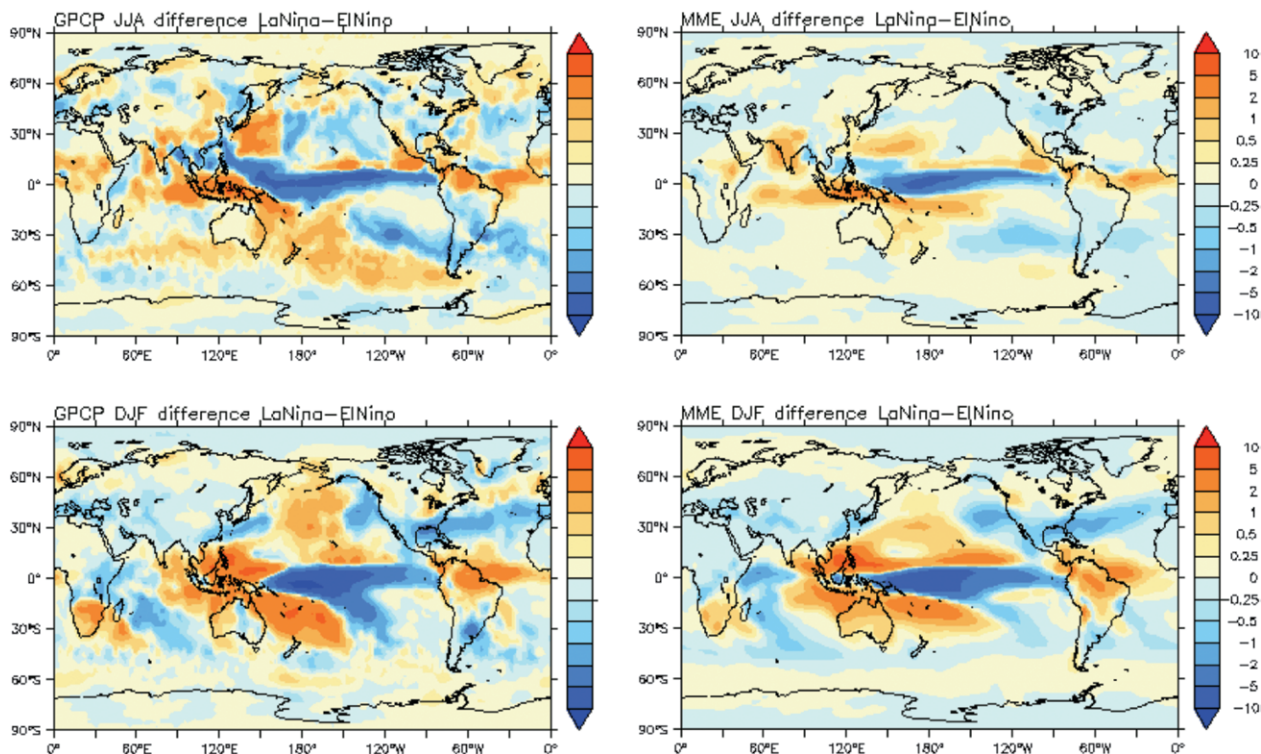 GPCP JJA difference LaNina-ElNino
90°N
60°N
30°N
0°
30°S
60°S
90°S
0°
60°E
120°E
180°
120°W
60°W
0°
MME JJA difference LaNina-ElNino
90°N
60°N
30°N
0°
30°S
60°S
90°S
0°
60°E
120°E
180°
120°W
60°W
0°
10
5
2
1
0.5
0.25
0
-0.25
-0.5
-1
-2
-5
-10
GPCP DJF difference LaNina-ElNino
90°N
60°N
30°N
0°
30°S
60°S
90°S
0°
60°E
120°E
180°
120°W
60°W
0°
MME DJF difference LaNina-ElNino
90°N
60°N
30°N
0°
30°S
60°S
90°S
0°
60°E
120°E
180°
120°W
60°W
0°
10
5
2
1
0.5
0.25
0
-0.25
-0.5
-1
-2
-5
-10